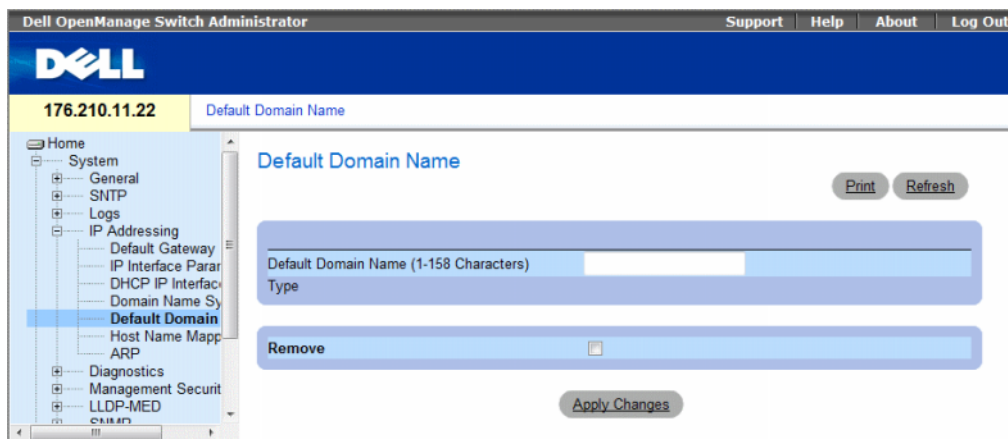 Dell OpenManage Switch Administrator
Support Help About Log Out
DELL
176.210.11.22
Default Domain Name
Home
System
General
SNTP
Logs
IP Addressing
Default Gateway
IP Interface Parar
DHCP IP Interfac
Domain Name Sy
Default Domain
Host Name Mapp
ARP
Diagnostics
Management Securit
LLDP-MED
SNMP
Default Domain Name
Print Refresh
Default Domain Name (1-158 Characters)
Type
Remove
Apply Changes